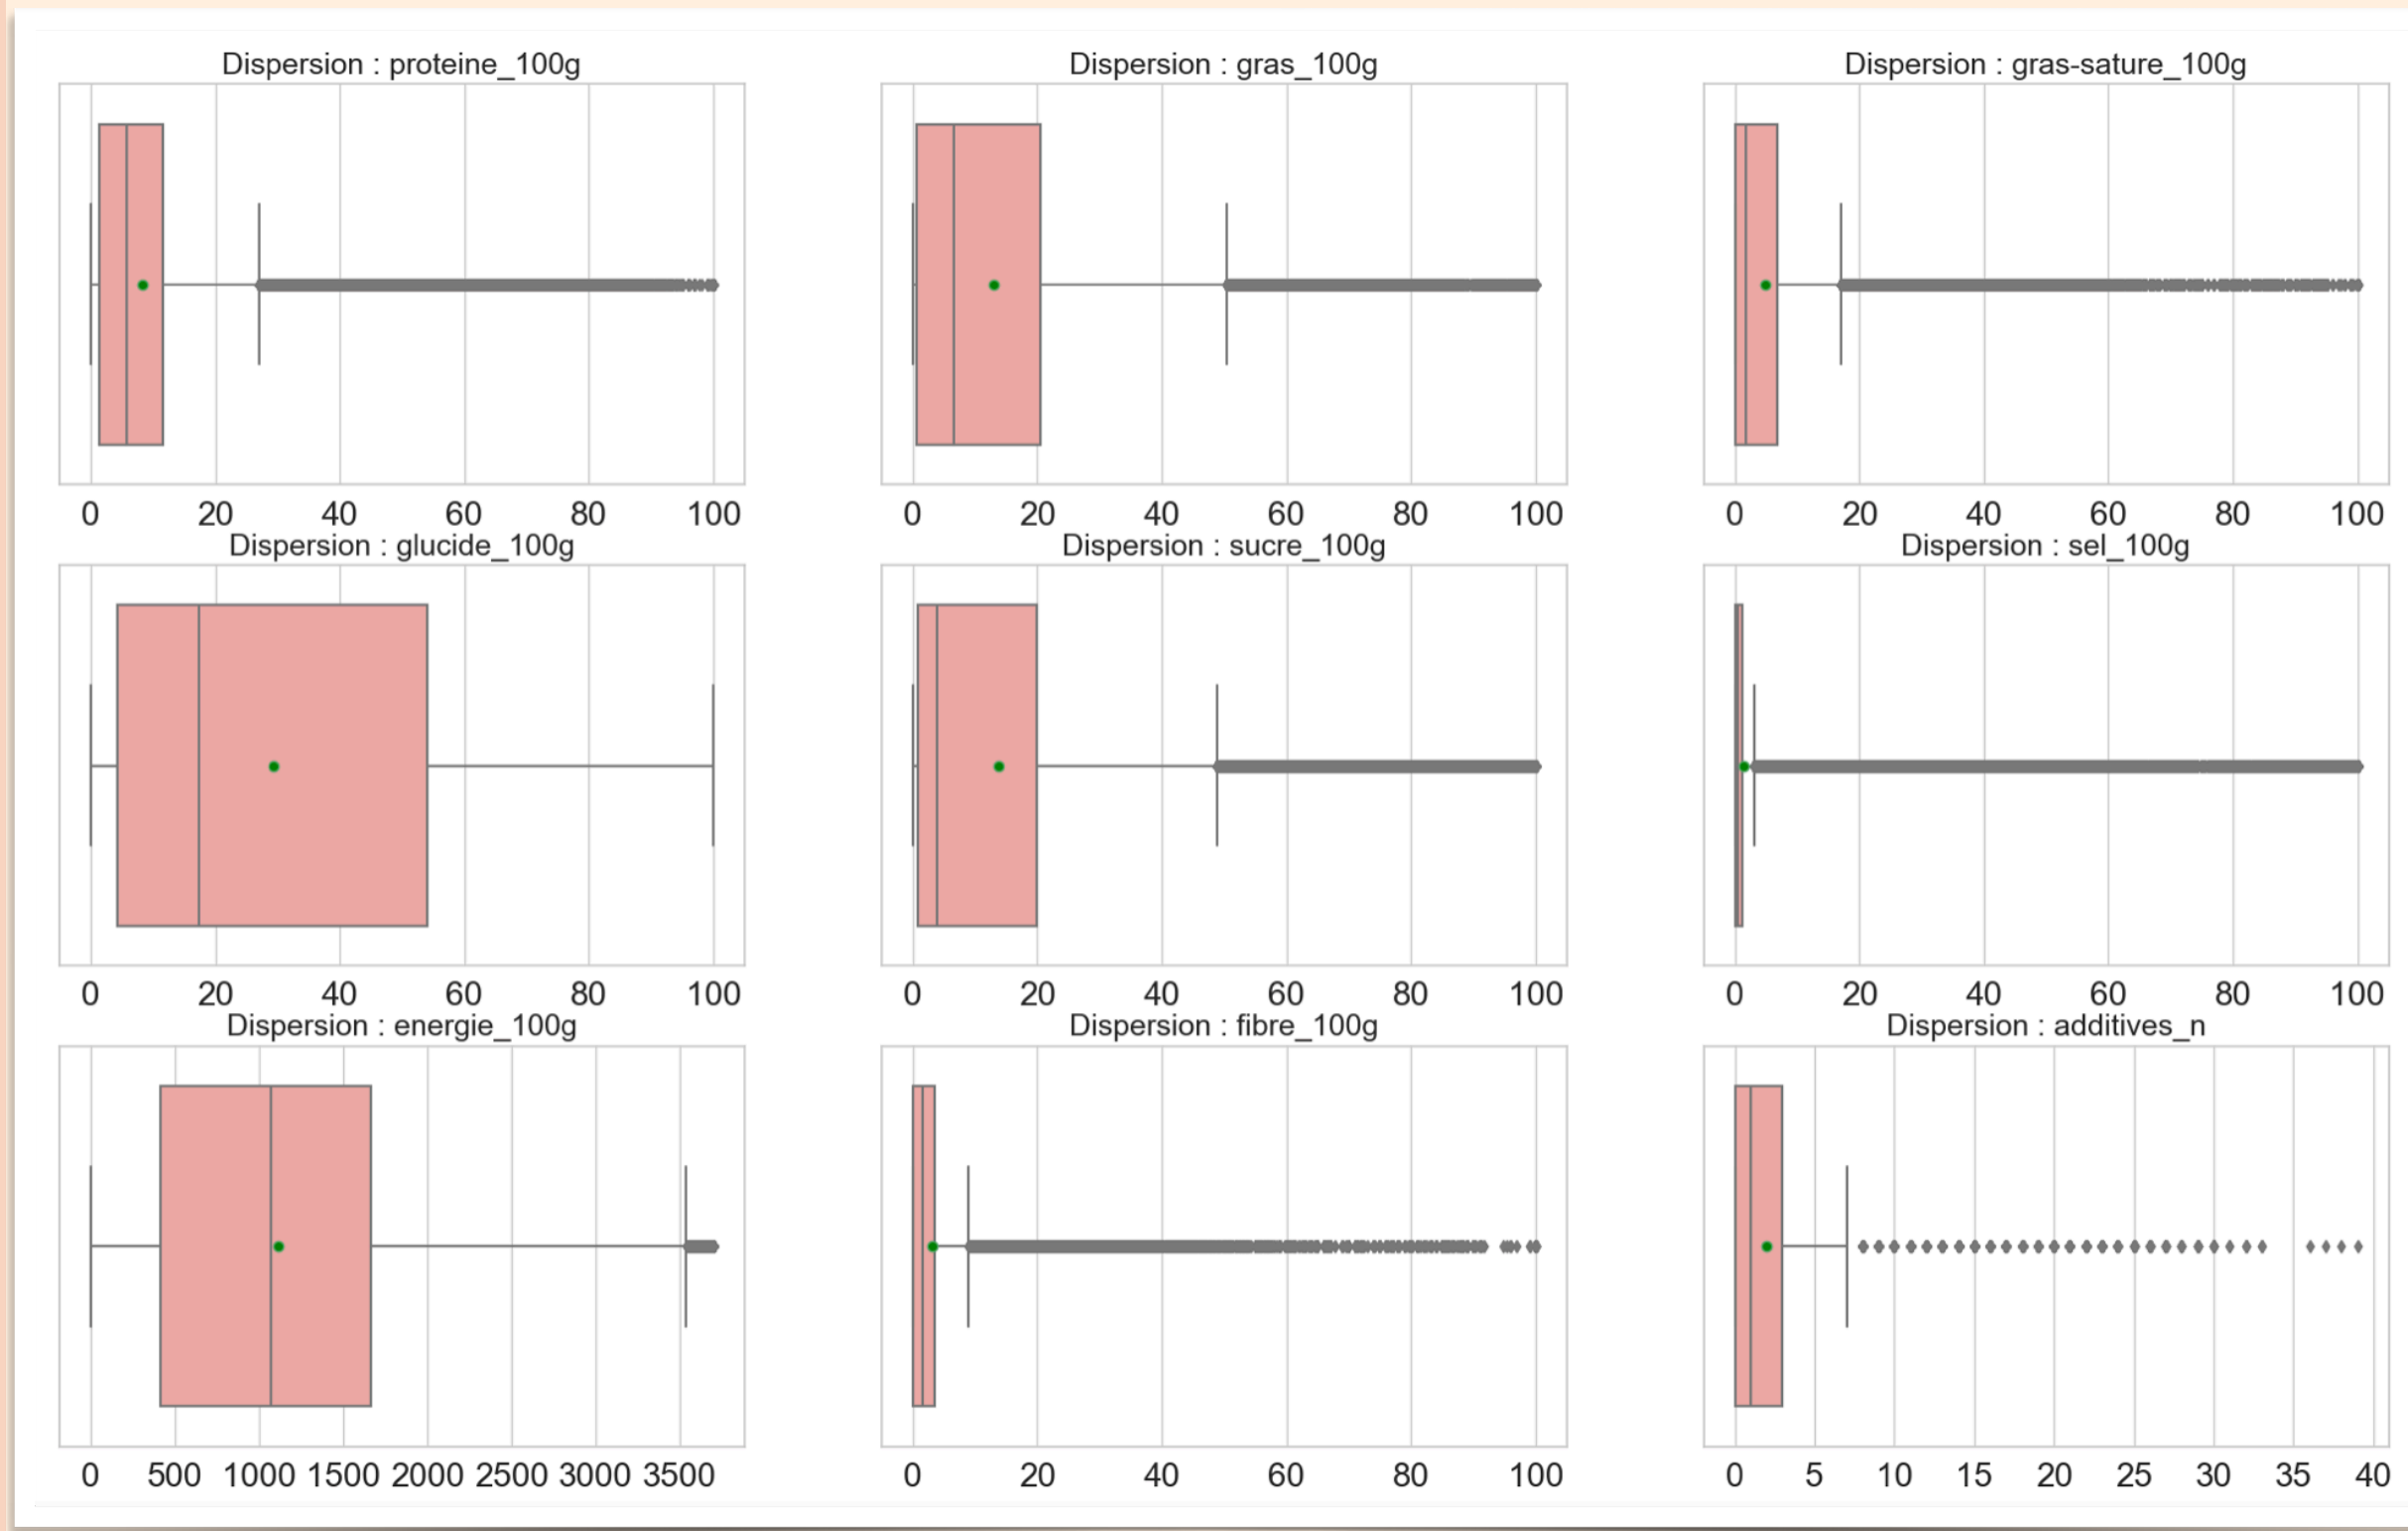 Dispersion : proteine_100g
Dispersion : gras_100g
Dispersion : gras-sature_100g
0 20 40 60 80 100
0 20 40 60 80 100
0 20 40 60 80 100
Dispersion : glucide_100g
Dispersion : sucre_100g
Dispersion : sel_100g
0 20 40 60 80 100
0 20 40 60 80 100
0 20 40 60 80 100
Dispersion : energie_100g
Dispersion : fibre_100g
Dispersion : additives_n
0 500 1000 1500 2000 2500 3000 3500
0 20 40 60 80 100
0 5 10 15 20 25 30 35 40